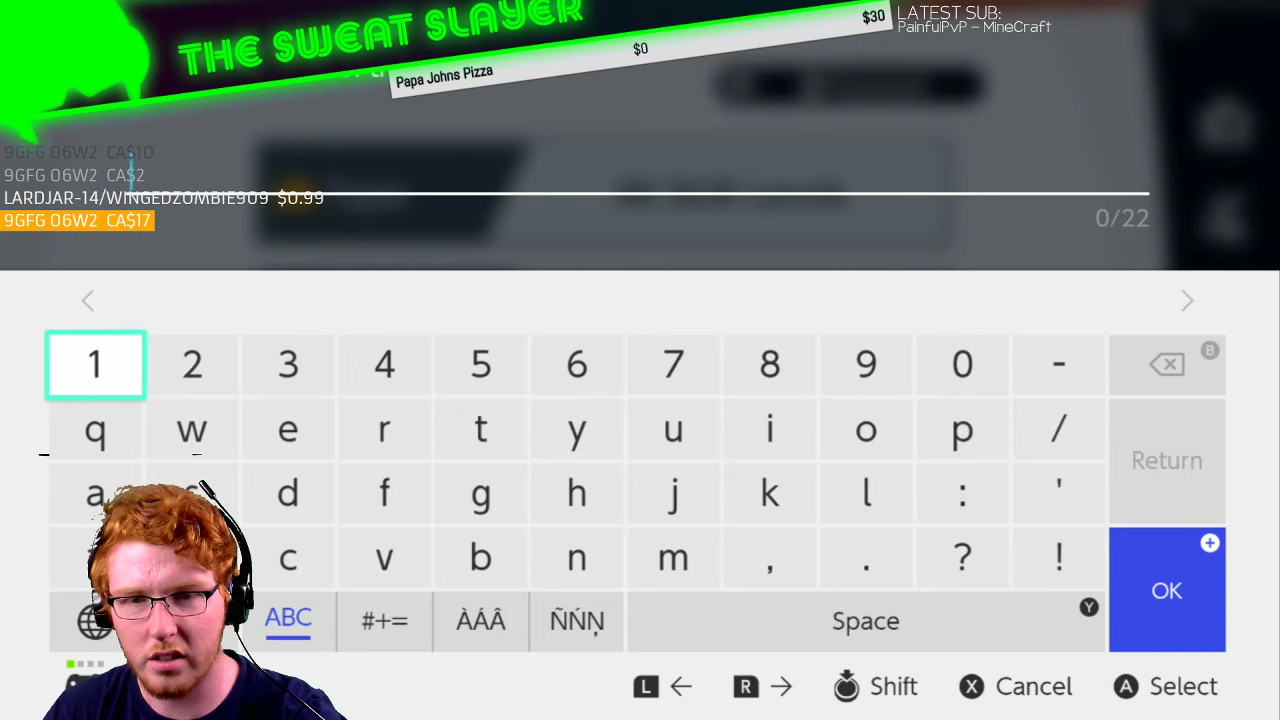 THE SWEAT SLAYER
$30
LATEST SUB:
PainfulPvP – MineCraft
$0
Papa Johns Pizza
9GFG 06W2 CA$10
9GFG 06W2 CA$2
LARDJAR-14/WINGEDZOMBIE909 $0.99
9GFG 06W2 CA$17
0/22
1 2 3 4 5 6 7 8 9 0 - B
q w e r t y u i o p /
Return
a s d f g h j k l : '
c v b n m , . ? !
OK
ABC #+= ÀÁÂ ÑŃŅ Space Y
L ← R → Shift X Cancel A Select